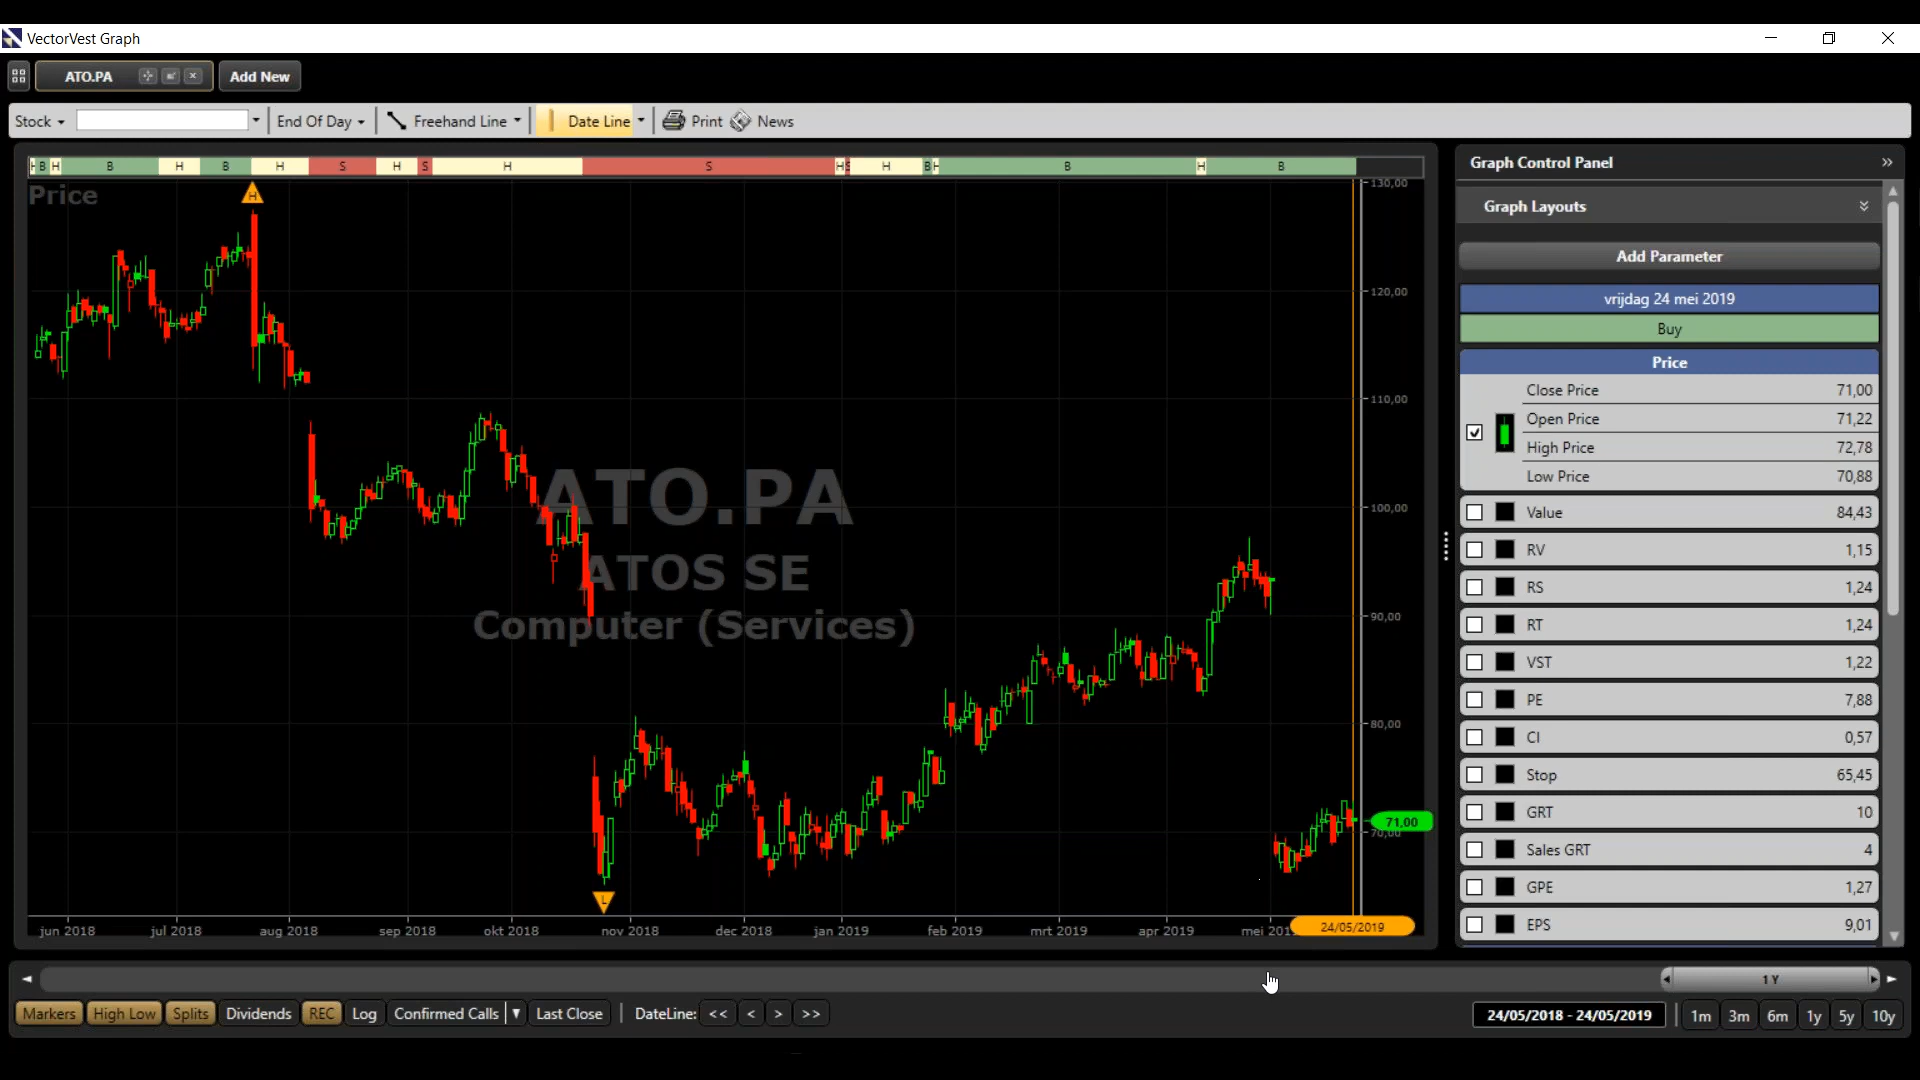 VectorVest Graph
ATO.PA Add New
Stock End Of Day Freehand Line Date Line Print News
H B H B H B H S H S H S H S H B H B H B
Price
H
130,00
120,00
110,00
100,00
90,00
80,00
70,00
71,00
ATO.PA
ATOS SE
Computer (Services)
L
jun 2018 jul 2018 aug 2018 sep 2018 okt 2018 nov 2018 dec 2018 jan 2019 feb 2019 mrt 2019 apr 2019 mei 201 24/05/2019
Graph Control Panel
Graph Layouts
Add Parameter
vrijdag 24 mei 2019
Buy
Price
Close Price 71,00
Open Price 71,22
High Price 72,78
Low Price 70,88
Value 84,43
RV 1,15
RS 1,24
RT 1,24
VST 1,22
PE 7,88
CI 0,57
Stop 65,45
GRT 10
Sales GRT 4
GPE 1,27
EPS 9,01
1 Y
Markers High Low Splits Dividends REC Log Confirmed Calls Last Close DateLine: << < > >> 24/05/2018 - 24/05/2019 1m 3m 6m 1y 5y 10y